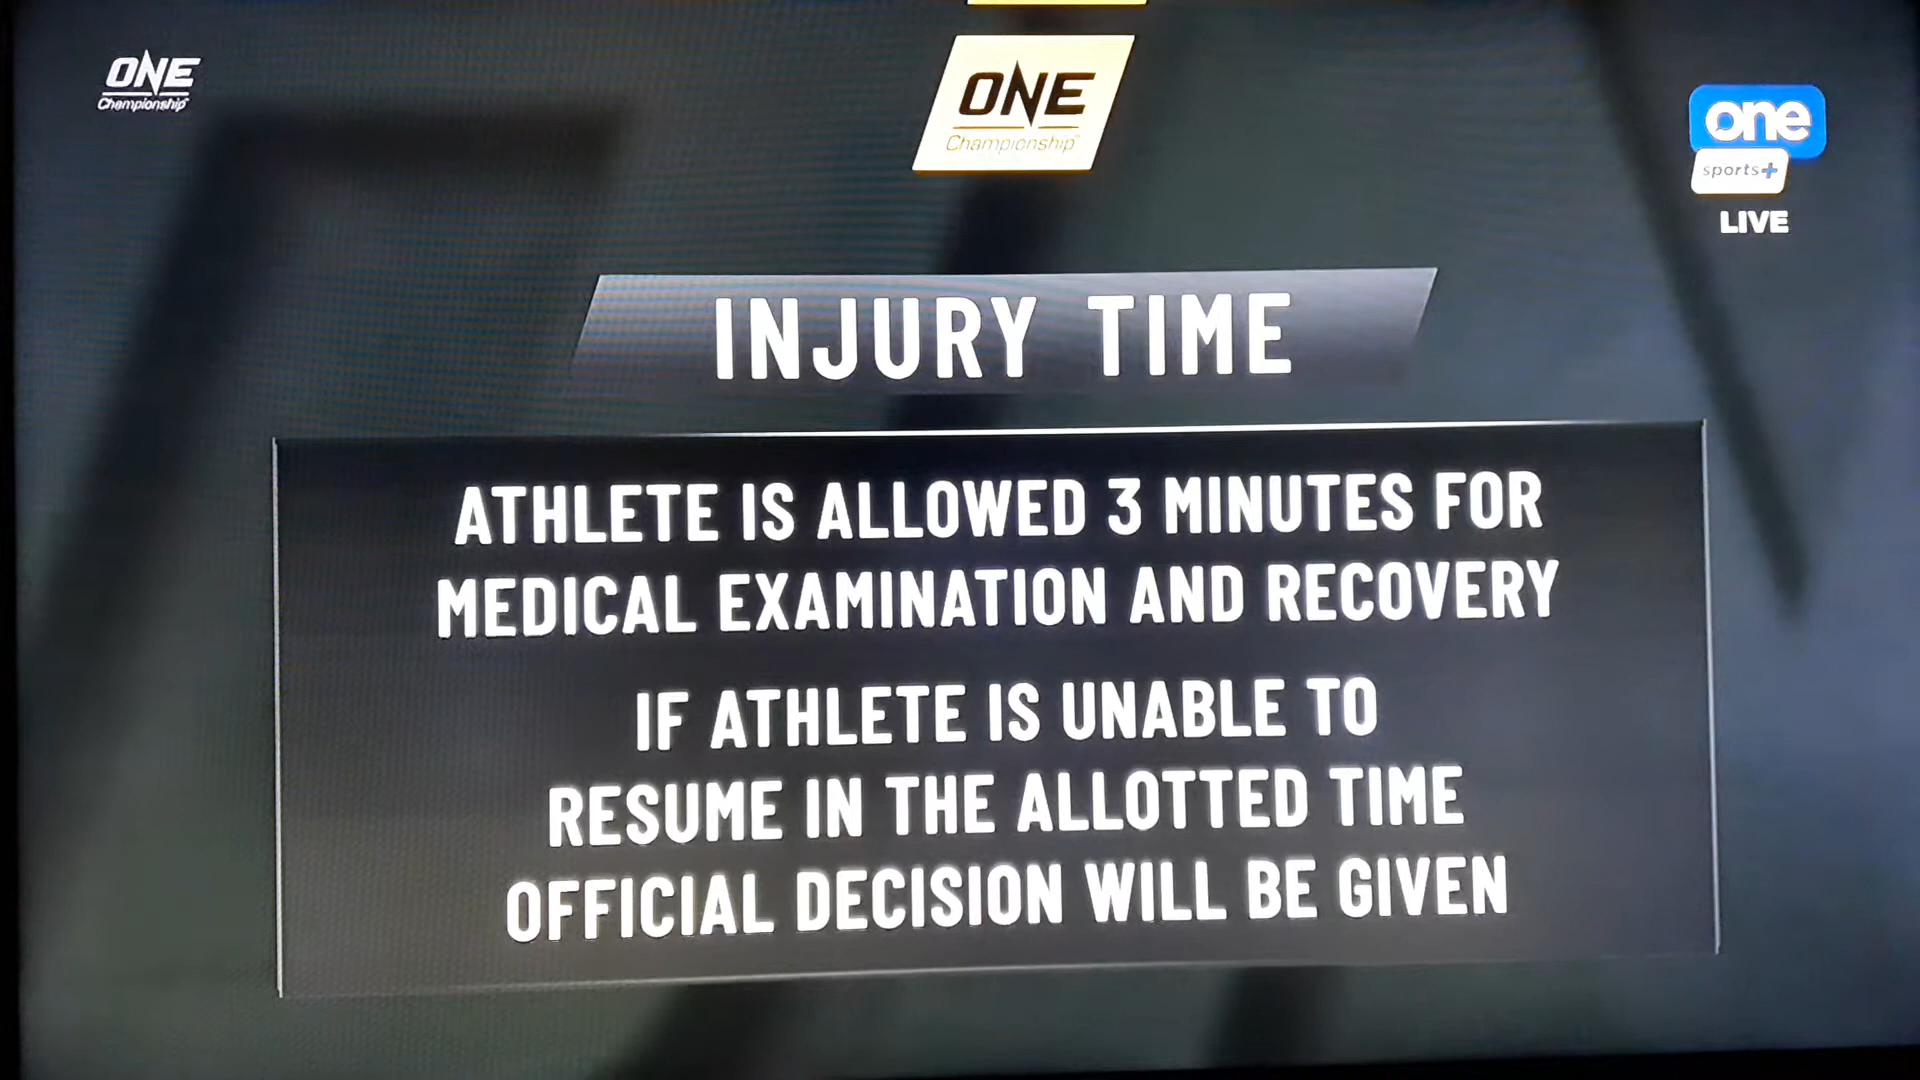 ONE
Championship
ONE
Championship
one
sports+
LIVE
INJURY TIME
ATHLETE IS ALLOWED 3 MINUTES FOR
MEDICAL EXAMINATION AND RECOVERY
IF ATHLETE IS UNABLE TO
RESUME IN THE ALLOTTED TIME
OFFICIAL DECISION WILL BE GIVEN